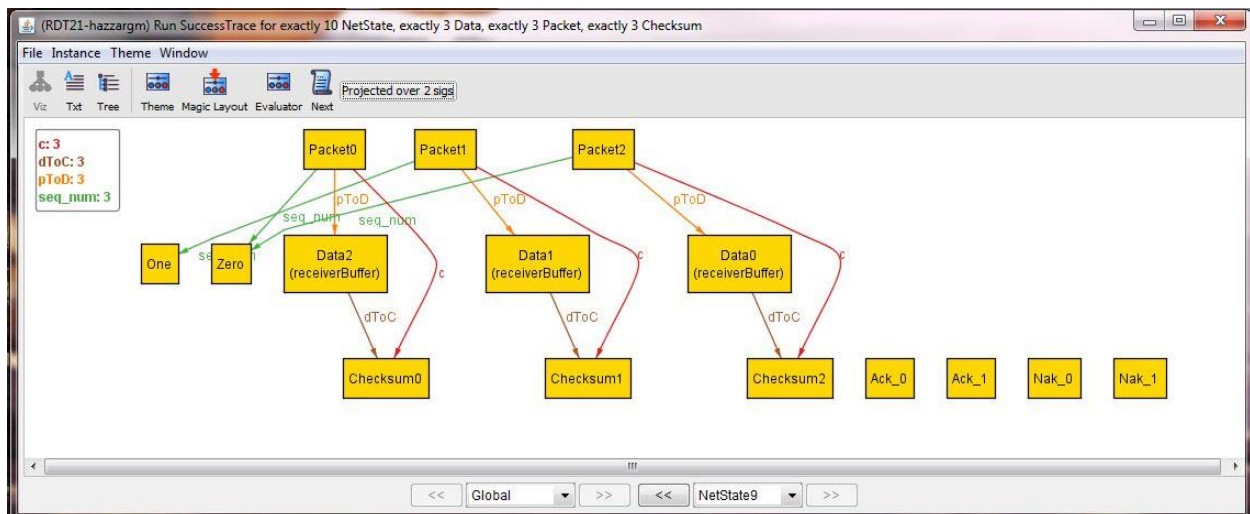 (RDT21-hazzargm) Run SuccessTrace for exactly 10 NetState, exactly 3 Data, exactly 3 Packet, exactly 3 Checksum
File Instance Theme Window
Viz Txt Tree Theme Magic Layout Evaluator Next Projected over 2 sigs
c: 3
dToC: 3
pToD: 3
seq_num: 3
Packet0 Packet1 Packet2
pToD pToD pToD
seq_num seq_num
One Zero
Data2
(receiverBuffer)
Data1
(receiverBuffer)
Data0
(receiverBuffer)
c c c
dToC dToC dToC
Checksum0 Checksum1 Checksum2 Ack_0 Ack_1 Nak_0 Nak_1
<< Global >> << NetState9 >>